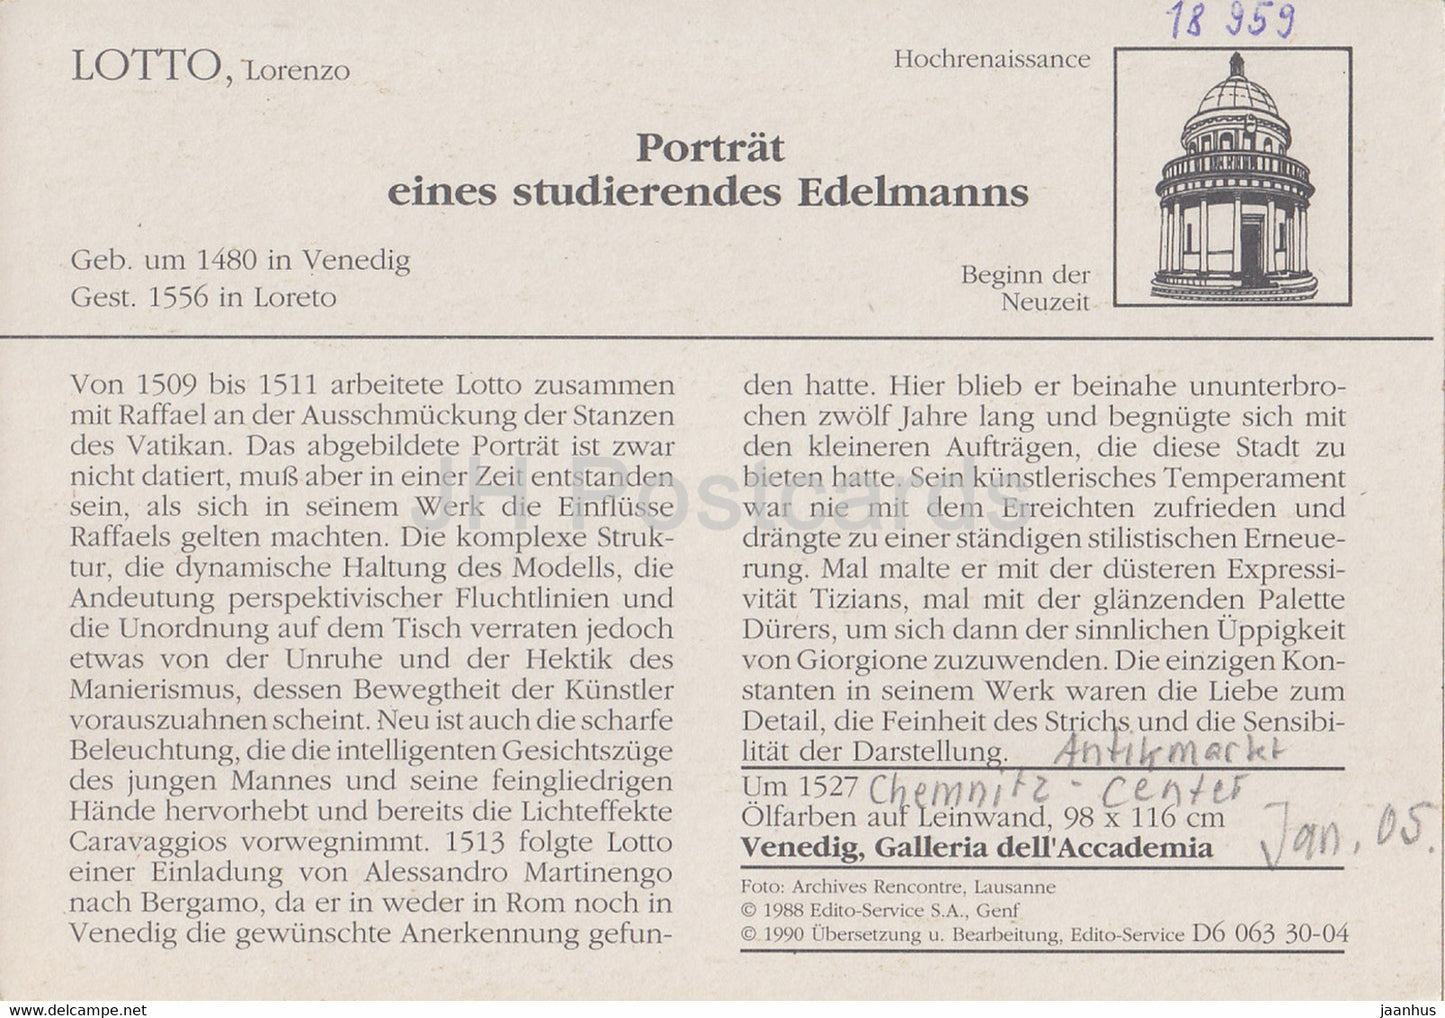 18 959
LOTTO, Lorenzo
Hochrenaissance
Porträt
eines studierendes Edelmanns
Geb. um 1480 in Venedig
Gest. 1556 in Loreto
Beginn der
Neuzeit
Von 1509 bis 1511 arbeitete Lotto zusammen
mit Raffael an der Ausschmückung der Stanzen
des Vatikan. Das abgebildete Porträt ist zwar
nicht datiert, muß aber in einer Zeit entstanden
sein, als sich in seinem Werk die Einflüsse
Raffaels gelten machten. Die komplexe Struk-
tur, die dynamische Haltung des Modells, die
Andeutung perspektivischer Fluchtlinien und
die Unordnung auf dem Tisch verraten jedoch
etwas von der Unruhe und der Hektik des
Manierismus, dessen Bewegtheit der Künstler
vorauszuahnen scheint. Neu ist auch die scharfe
Beleuchtung, die die intelligenten Gesichtszüge
des jungen Mannes und seine feingliedrigen
Hände hervorhebt und bereits die Lichteffekte
Caravaggios vorwegnimmt. 1513 folgte Lotto
einer Einladung von Alessandro Martinengo
nach Bergamo, da er in weder in Rom noch in
Venedig die gewünschte Anerkennung gefun-
den hatte. Hier blieb er beinahe ununterbro-
chen zwölf Jahre lang und begnügte sich mit
den kleineren Aufträgen, die diese Stadt zu
bieten hatte. Sein künstlerisches Temperament
war nie mit dem Erreichten zufrieden und
drängte zu einer ständigen stilistischen Erneue-
rung. Mal malte er mit der düsteren Expressi-
vität Tizians, mal mit der glänzenden Palette
Dürers, um sich dann der sinnlichen Üppigkeit
von Giorgione zuzuwenden. Die einzigen Kon-
stanten in seinem Werk waren die Liebe zum
Detail, die Feinheit des Strichs und die Sensibi-
lität der Darstellung. Antikmarkt
Um 1527 Chemnitz - Center
Ölfarben auf Leinwand, 98 x 116 cm
Jan. 05.
Venedig, Galleria dell'Accademia
Foto: Archives Rencontre, Lausanne
© 1988 Edito-Service S.A., Genf
© 1990 Übersetzung u. Bearbeitung, Edito-Service D6 063 30-04
JH Postcards
www.delcampe.net
jaanhus